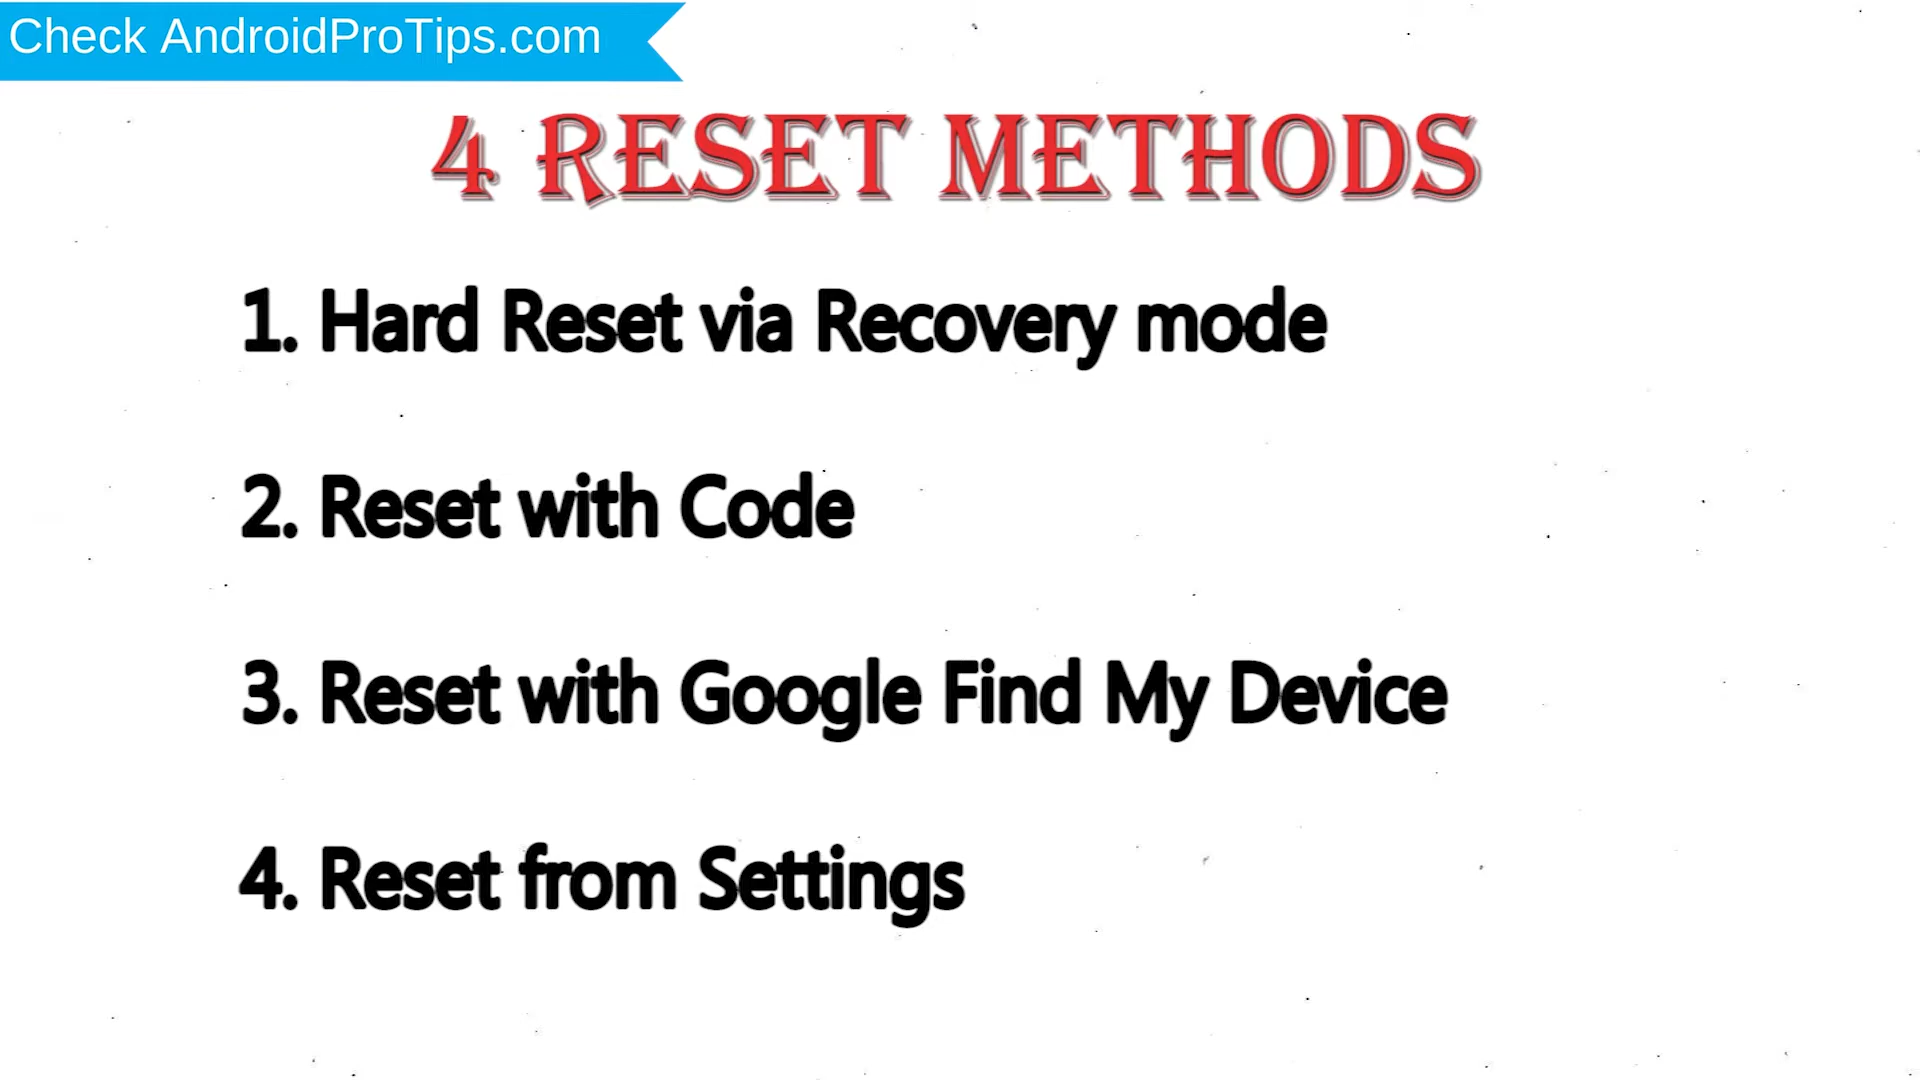 Check AndroidProTips.com
4 RESET METHODS
1. Hard Reset via Recovery mode
2. Reset with Code
3. Reset with Google Find My Device
4. Reset from Settings